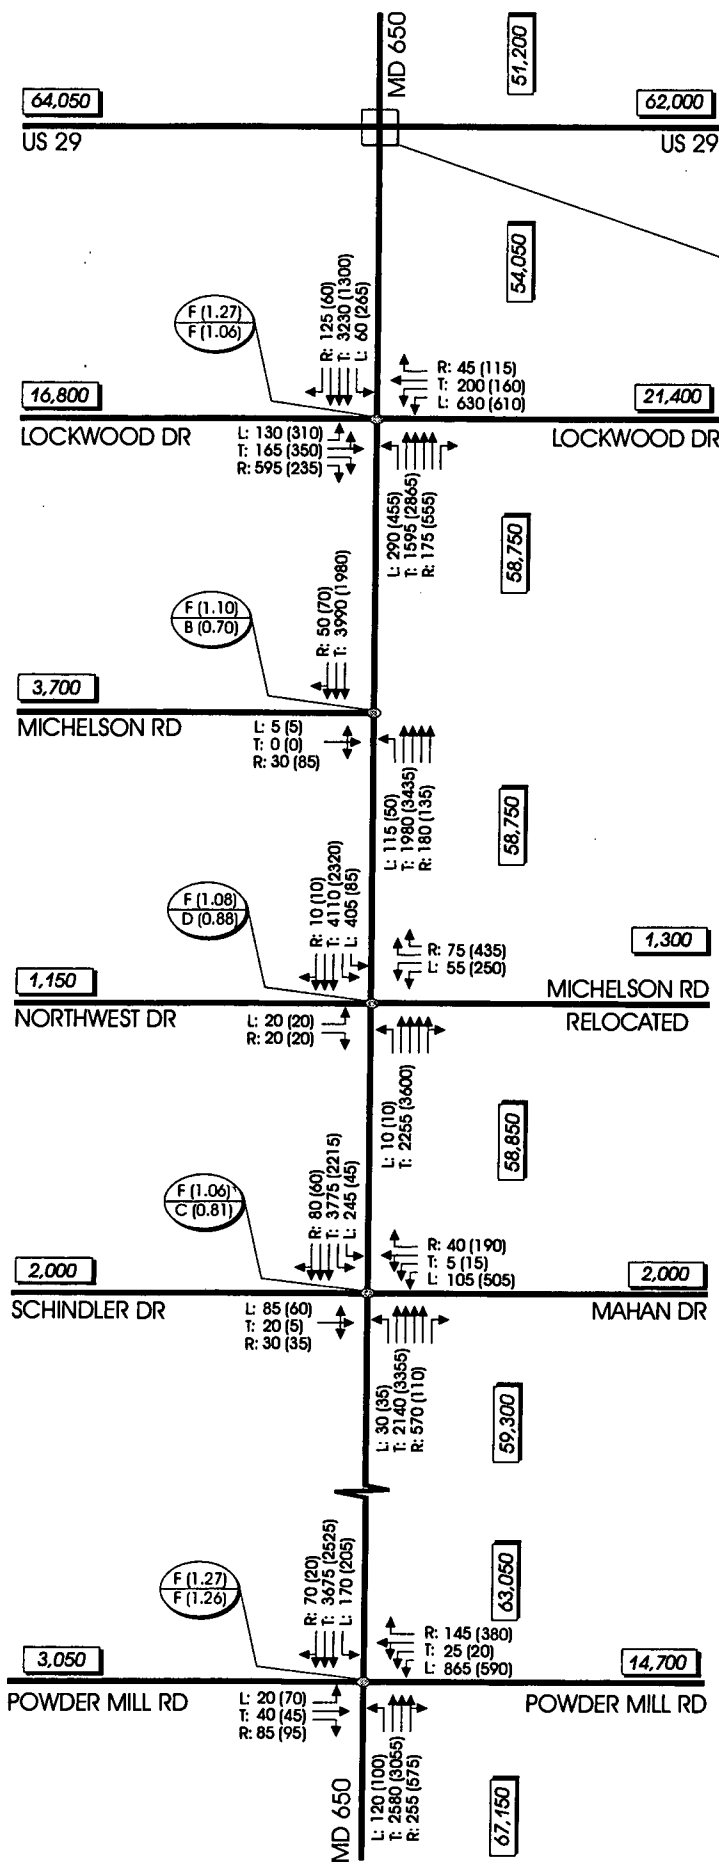 MD 650
51,200
64,050
62,000
US 29
US 29
54,050
F (1.27)
F (1.06)
R: 125 (60)
T: 3230 (1300)
L: 60 (265)
R: 45 (115)
T: 200 (160)
L: 630 (610)
16,800
21,400
LOCKWOOD DR
LOCKWOOD DR
L: 130 (310)
T: 165 (350)
R: 595 (235)
L: 290 (455)
T: 1595 (2865)
R: 175 (555)
58,750
F (1.10)
B (0.70)
R: 50 (70)
T: 3990 (1980)
3,700
MICHELSON RD
L: 5 (5)
T: 0 (0)
R: 30 (85)
L: 115 (50)
T: 1980 (3435)
R: 180 (135)
58,750
F (1.08)
D (0.88)
R: 10 (10)
T: 4110 (2320)
L: 405 (85)
R: 75 (435)
L: 55 (250)
1,300
1,150
MICHELSON RD
RELOCATED
NORTHWEST DR
L: 20 (20)
R: 20 (20)
L: 10 (10)
T: 2255 (3600)
58,850
F (1.06)
C (0.81)
R: 80 (60)
T: 3775 (2215)
L: 245 (45)
R: 40 (190)
T: 5 (15)
L: 105 (505)
2,000
2,000
SCHINDLER DR
MAHAN DR
L: 85 (60)
T: 20 (5)
R: 30 (35)
L: 30 (35)
T: 2140 (3355)
R: 570 (110)
59,300
F (1.27)
F (1.26)
R: 70 (20)
T: 3675 (2525)
L: 170 (205)
63,050
R: 145 (380)
T: 25 (20)
L: 865 (590)
3,050
14,700
POWDER MILL RD
POWDER MILL RD
L: 20 (70)
T: 40 (45)
R: 85 (95)
L: 120 (100)
T: 2580 (3055)
R: 255 (575)
MD 650
67,150